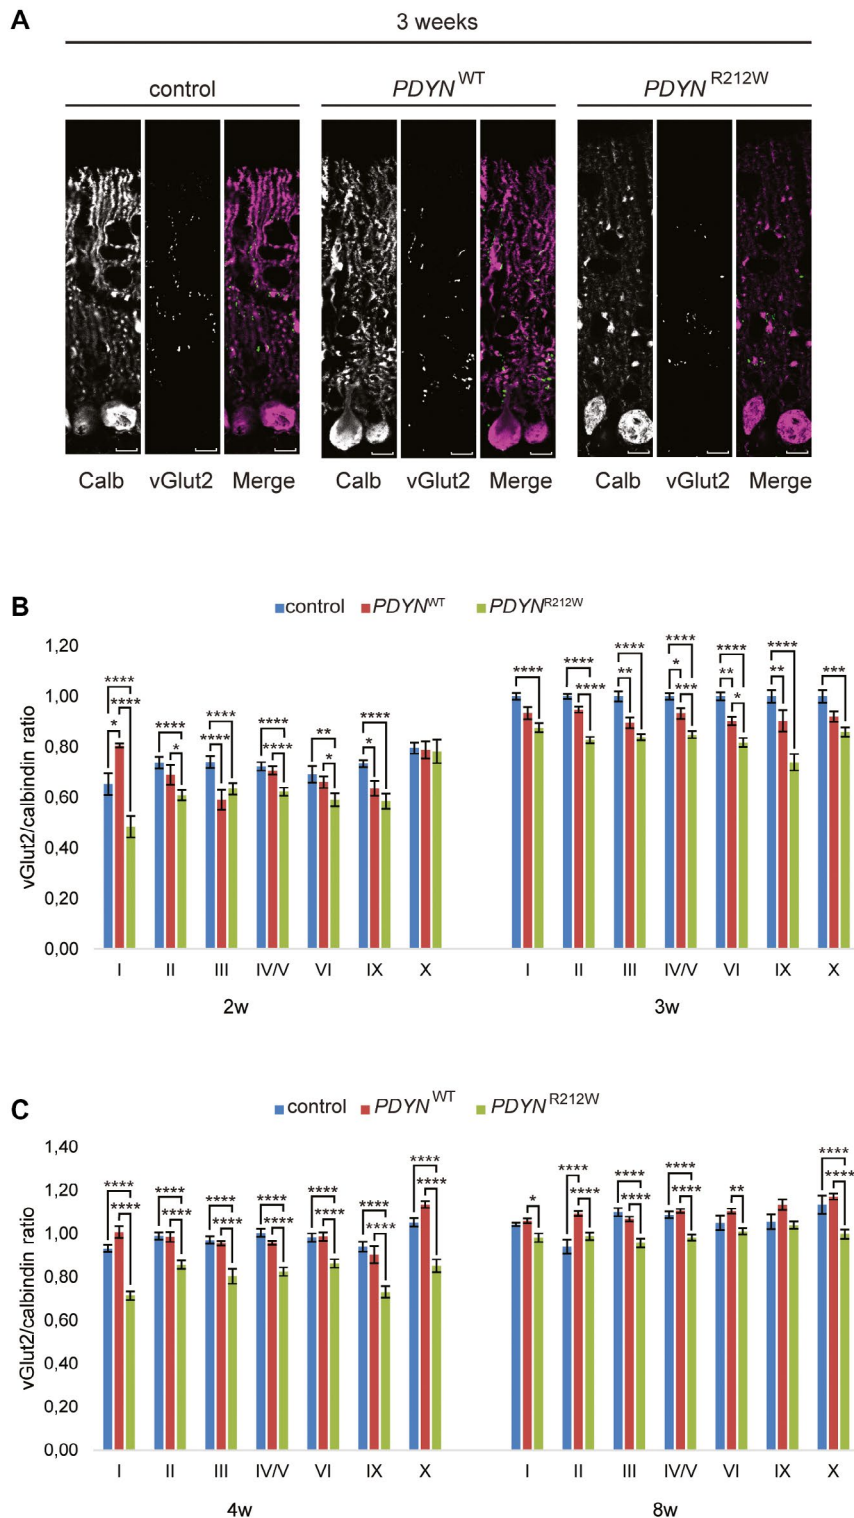 A
3 weeks
control PDYN WT PDYN R212W
Calb vGlut2 Merge Calb vGlut2 Merge Calb vGlut2 Merge
B
control PDYN WT PDYN R212W
vGlut2/calbindin ratio
1,20
1,00
0,80
0,60
0,40
0,20
0,00
**** **** * **** * **** **** **** **** ** * **** *
**** **** **** **** ** **** * *** **** ** * **** ** ***
I II III IV/V VI IX X I II III IV/V VI IX X
2w 3w
C
control PDYN WT PDYN R212W
vGlut2/calbindin ratio
1,40
1,20
1,00
0,80
0,60
0,40
0,20
0,00
**** **** **** **** **** **** **** **** **** **** **** **** **** ****
* **** **** **** **** **** **** ** **** ****
I II III IV/V VI IX X I II III IV/V VI IX X
4w 8w